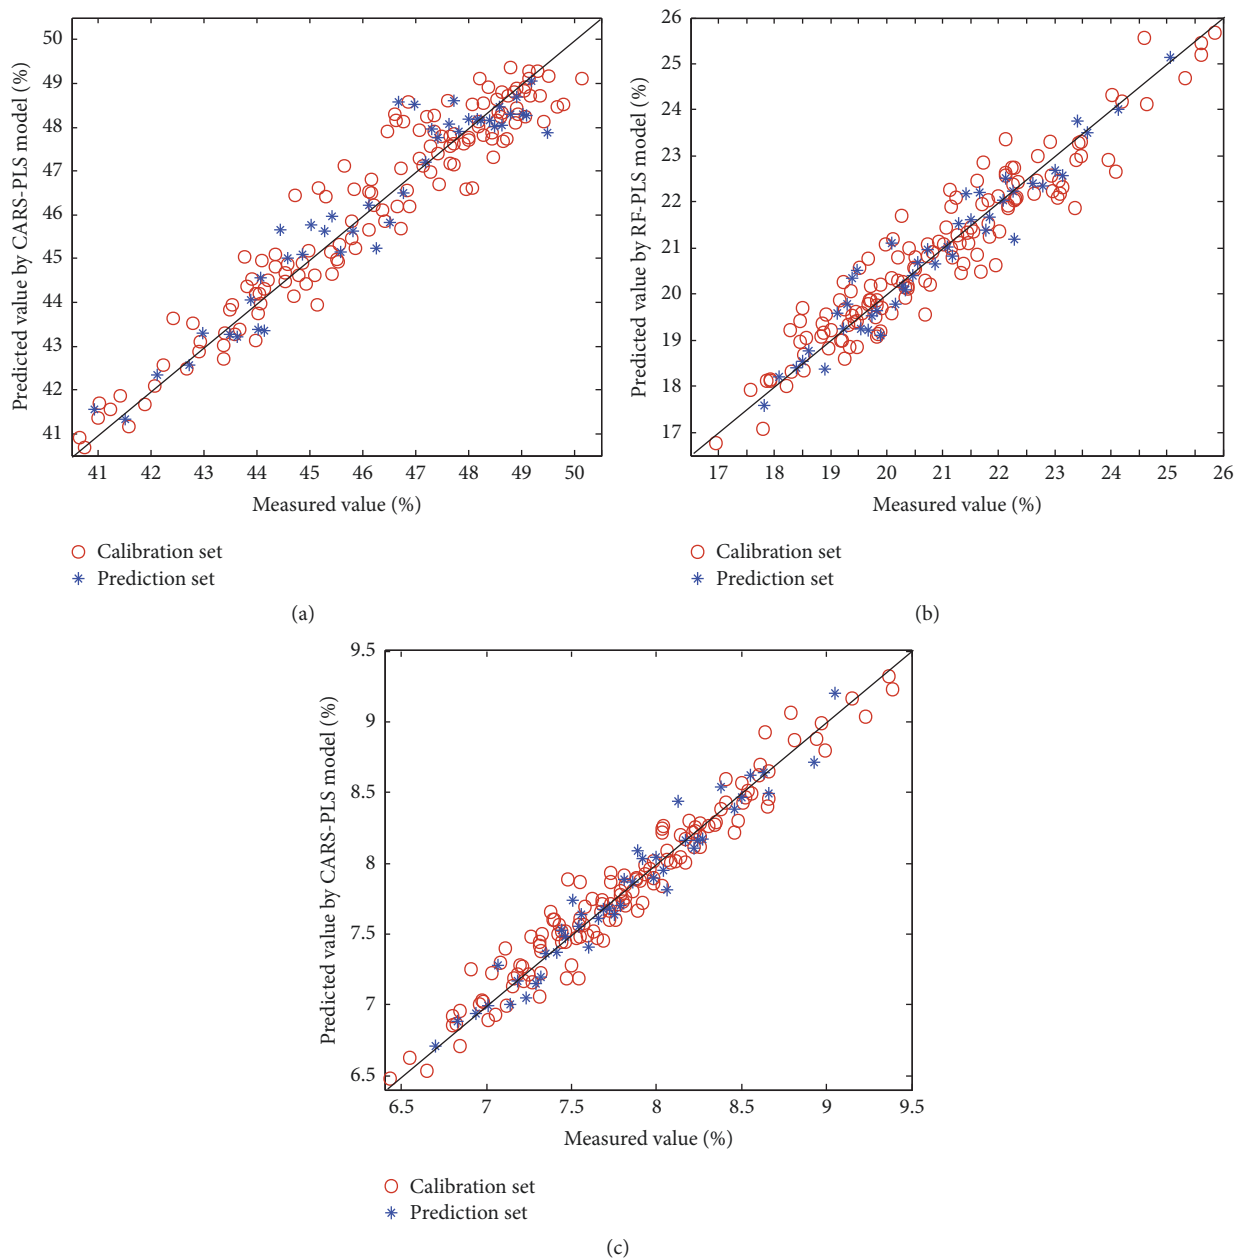 50
49
48
47
46
45
44
43
42
41
Predicted value by CARS-PLS model (%)
41 42 43 44 45 46 47 48 49 50
Measured value (%)
Calibration set
Prediction set
(a)
26
25
24
23
22
21
20
19
18
17
Predicted value by RF-PLS model (%)
17 18 19 20 21 22 23 24 25 26
Measured value (%)
Calibration set
Prediction set
(b)
9.5
9
8.5
8
7.5
7
6.5
Predicted value by CARS-PLS model (%)
6.5 7 7.5 8 8.5 9 9.5
Measured value (%)
Calibration set
Prediction set
(c)